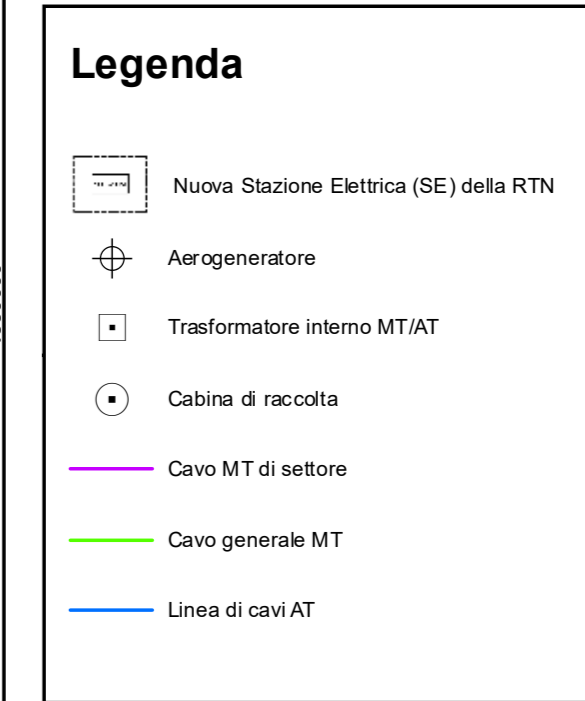 Legenda
Nuova Stazione Elettrica (SE) della RTN
Aerogeneratore
Trasformatore interno MT/AT
Cabina di raccolta
Cavo MT di settore
Cavo generale MT
Linea di cavi AT